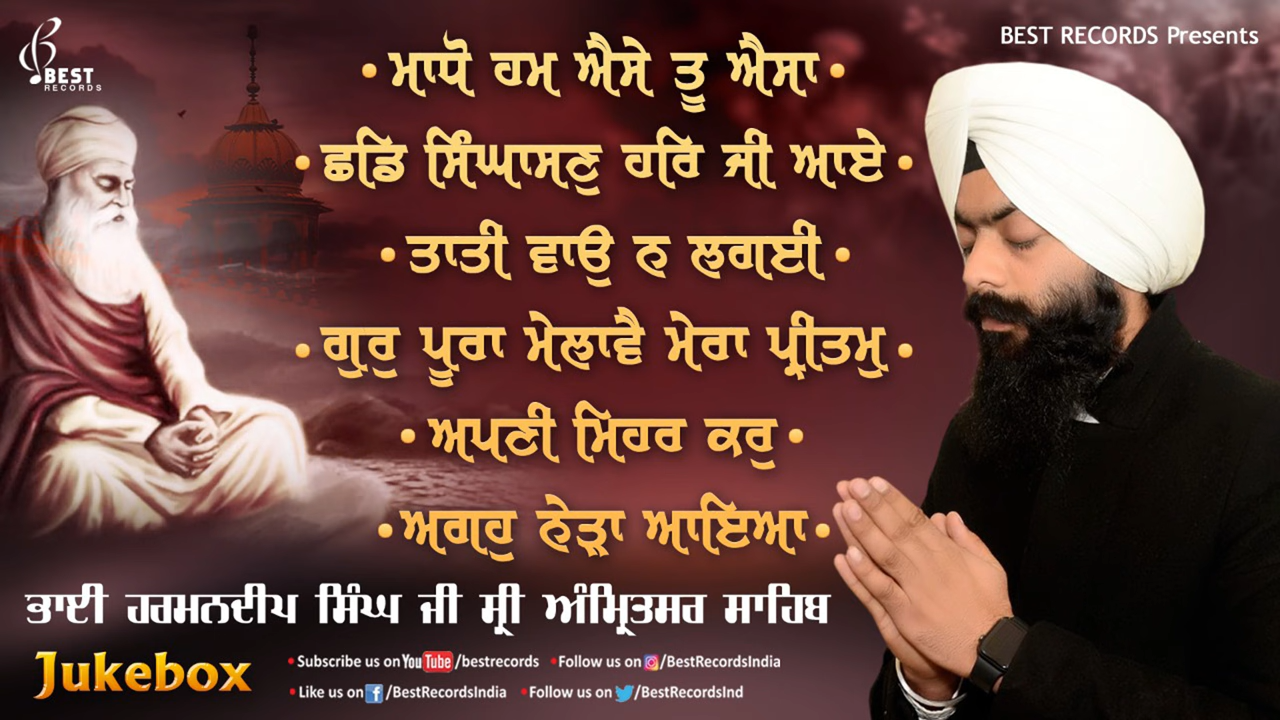 BEST RECORDS Presents
BEST
RECORDS
• ਮਾਧੋ ਹਮ ਐਸੇ ਤੂ ਐਸਾ •
• ਛਡਿ ਸਿੰਘਾਸਣੁ ਹਰਿ ਜੀ ਆਏ •
• ਤਾਤੀ ਵਾਉ ਨ ਲਗਈ •
• ਗੁਰੁ ਪੂਰਾ ਮੇਲਾਵੈ ਮੇਰਾ ਪ੍ਰੀਤਮੁ •
• ਅਪਣੀ ਮਿਹਰ ਕਰੁ •
• ਅਗਹੁ ਨੇੜਾ ਆਇਆ •
ਭਾਈ ਹਰਮਨਦੀਪ ਸਿੰਘ ਜੀ ਸ੍ਰੀ ਅੰਮ੍ਰਿਤਸਰ ਸਾਹਿਬ
Jukebox
• Subscribe us on YouTube /bestrecords • Follow us on /BestRecordsIndia
• Like us on f /BestRecordsIndia • Follow us on /BestRecordsInd